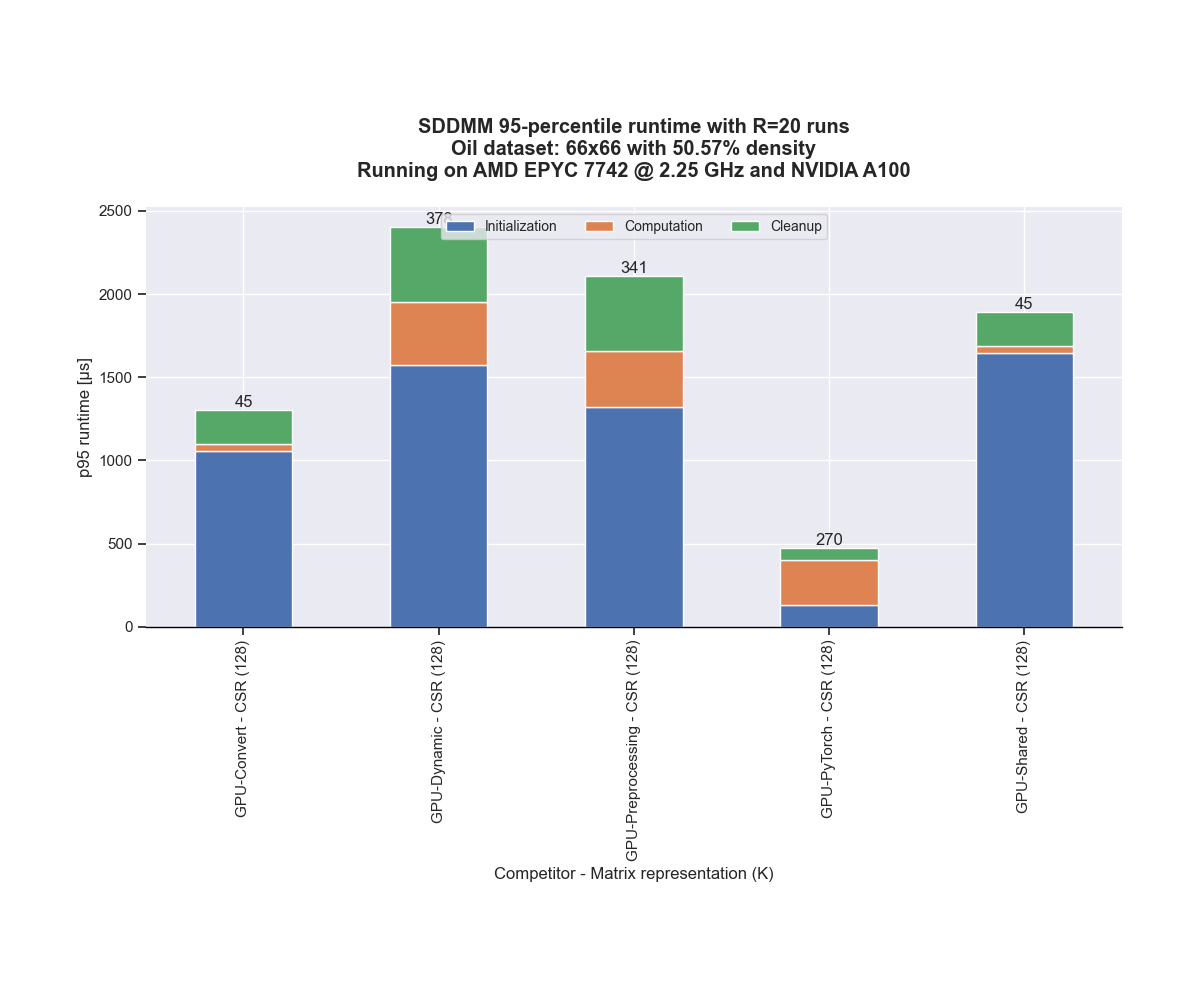 SDDMM 95-percentile runtime with R=20 runs
Oil dataset: 66x66 with 50.57% density
Running on AMD EPYC 7742 @ 2.25 GHz and NVIDIA A100
Initialization
Computation
Cleanup
p95 runtime [µs]
2500
2000
1500
1000
500
0
45
378
341
270
45
GPU-Convert - CSR (128)
GPU-Dynamic - CSR (128)
GPU-Preprocessing - CSR (128)
GPU-PyTorch - CSR (128)
GPU-Shared - CSR (128)
Competitor - Matrix representation (K)